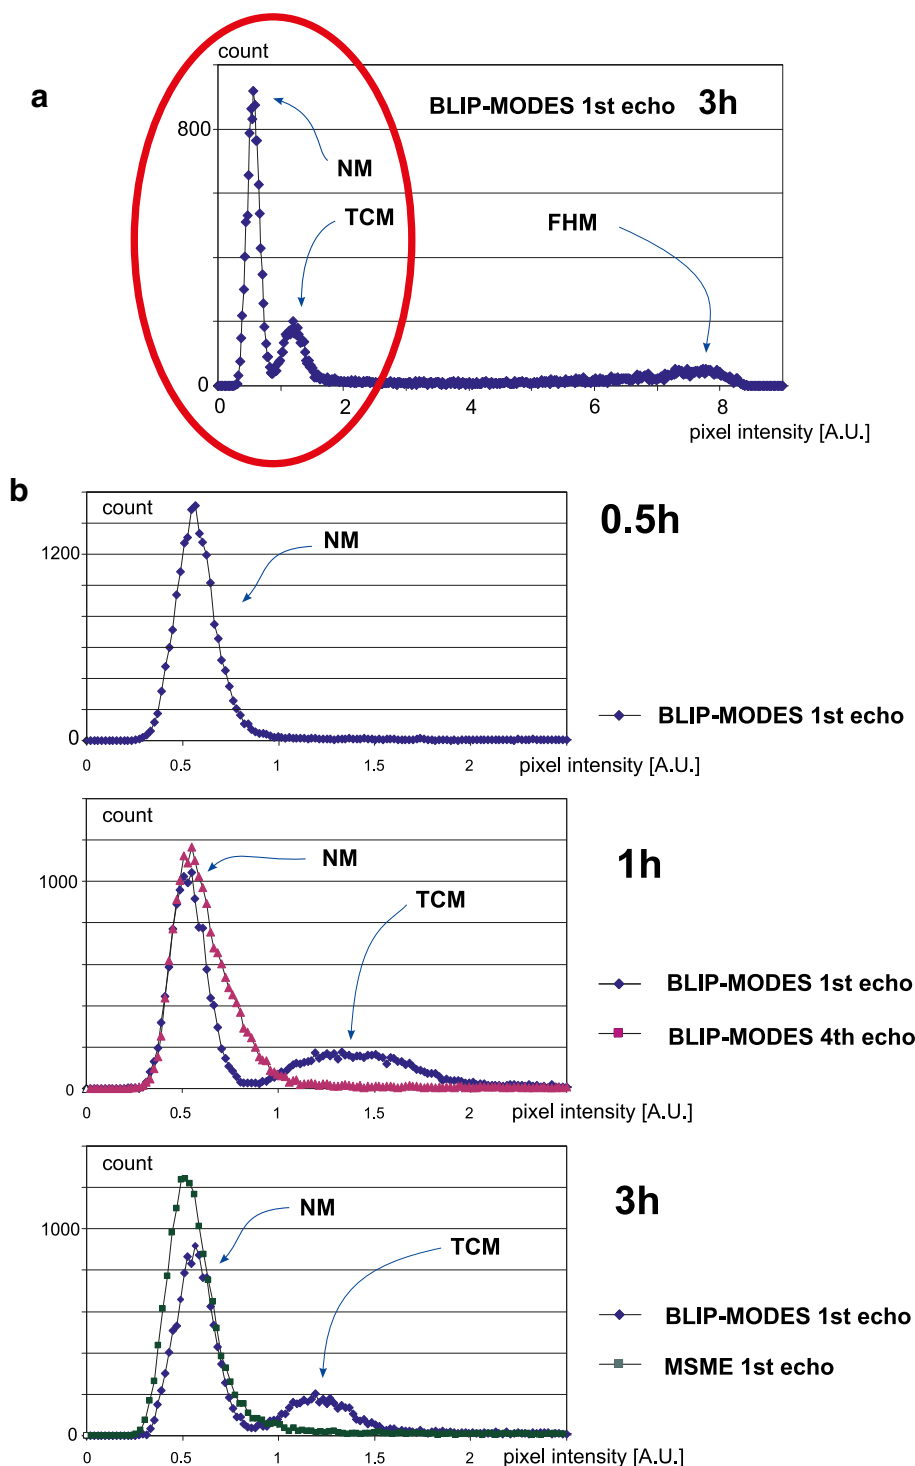 a
count
BLIP-MODES 1st echo 3h
800
NM
TCM
FHM
0
0 2 4 6 8
pixel intensity [A.U.]
b
count
0.5h
NM
1200
BLIP-MODES 1st echo
0
0 0.5 1 1.5 2
pixel intensity [A.U.]
count
1h
NM
1000
TCM
BLIP-MODES 1st echo
BLIP-MODES 4th echo
0
0 0.5 1 1.5 2
pixel intensity [A.U.]
count
3h
NM
1000
TCM
BLIP-MODES 1st echo
MSME 1st echo
0
0 0.5 1 1.5 2
pixel intensity [A.U.]